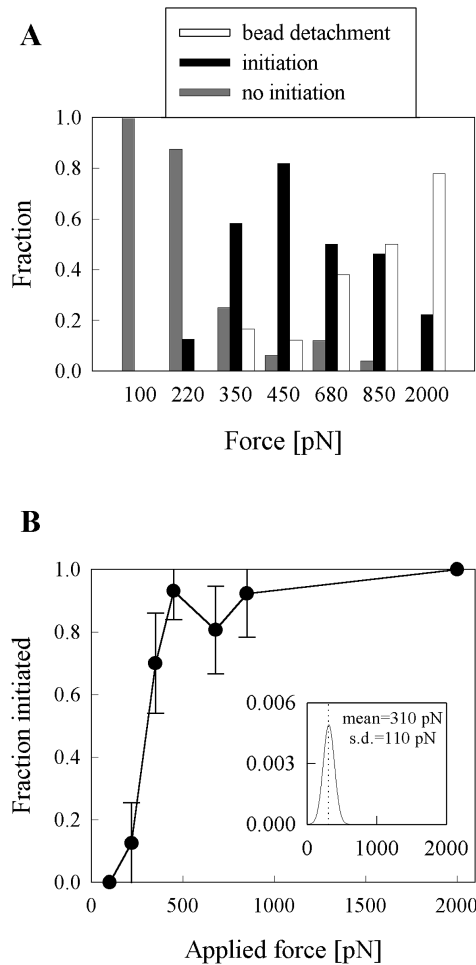 A
bead detachment
initiation
no initiation
1.0
0.8
0.6
0.4
0.2
0.0
Fraction
100 220 350 450 680 850 2000
Force [pN]
B
1.0
0.8
0.6
0.4
0.2
0.0
Fraction initiated
0.006
0.003
0.000
mean=310 pN
s.d.=110 pN
0 1000 2000
0 500 1000 1500 2000
Applied force [pN]